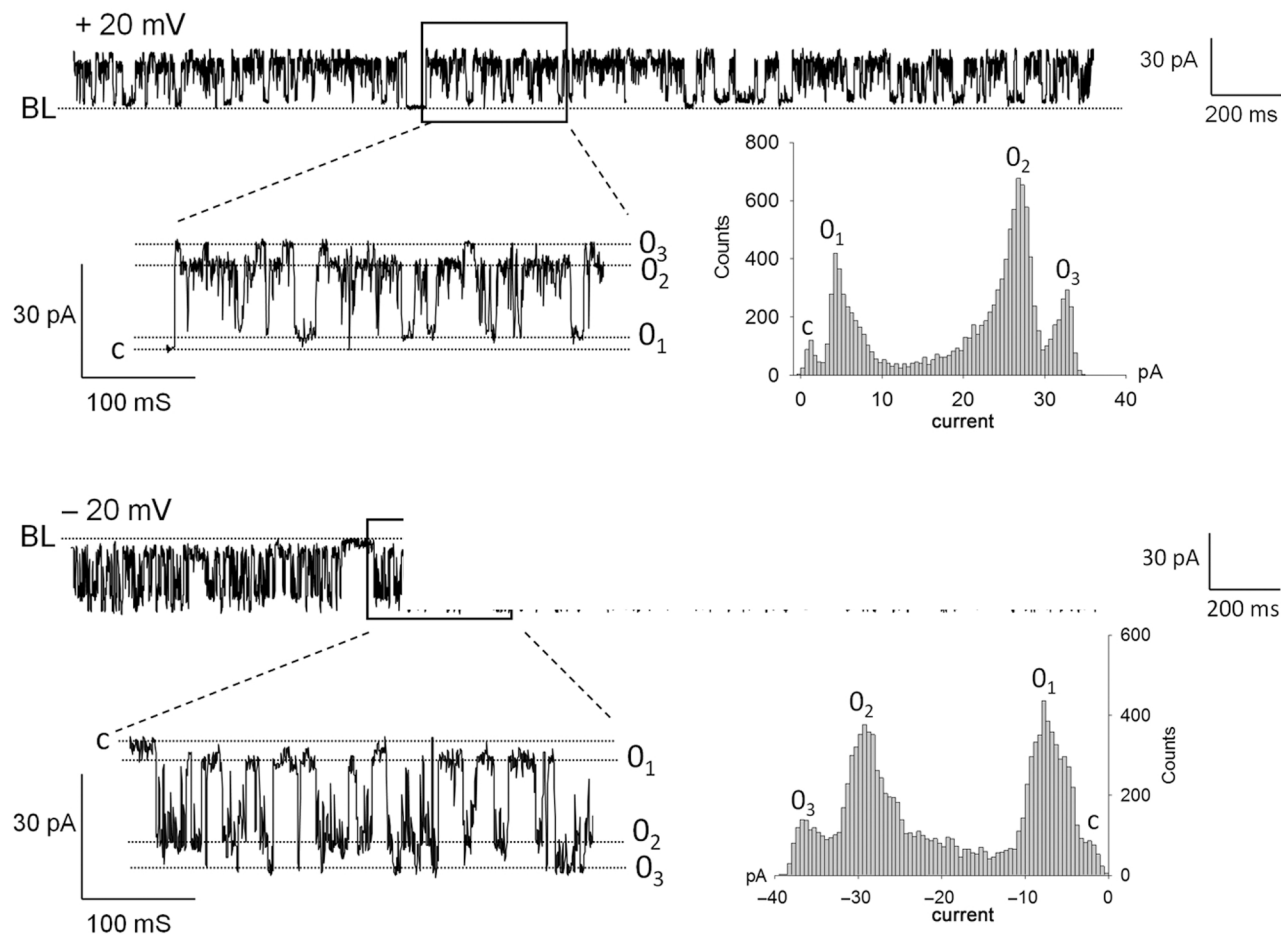 + 20 mV
BL
30 pA
200 ms
30 pA
C
100 mS
O₃
O₂
O₁
800
600
400
200
0
Counts
C
O₁
O₂
O₃
0
10
20
30
40
pA
current
– 20 mV
BL
30 pA
200 ms
C
30 pA
100 mS
O₁
O₂
O₃
600
400
200
0
Counts
O₃
O₂
O₁
C
pA
–40
–30
–20
–10
0
current